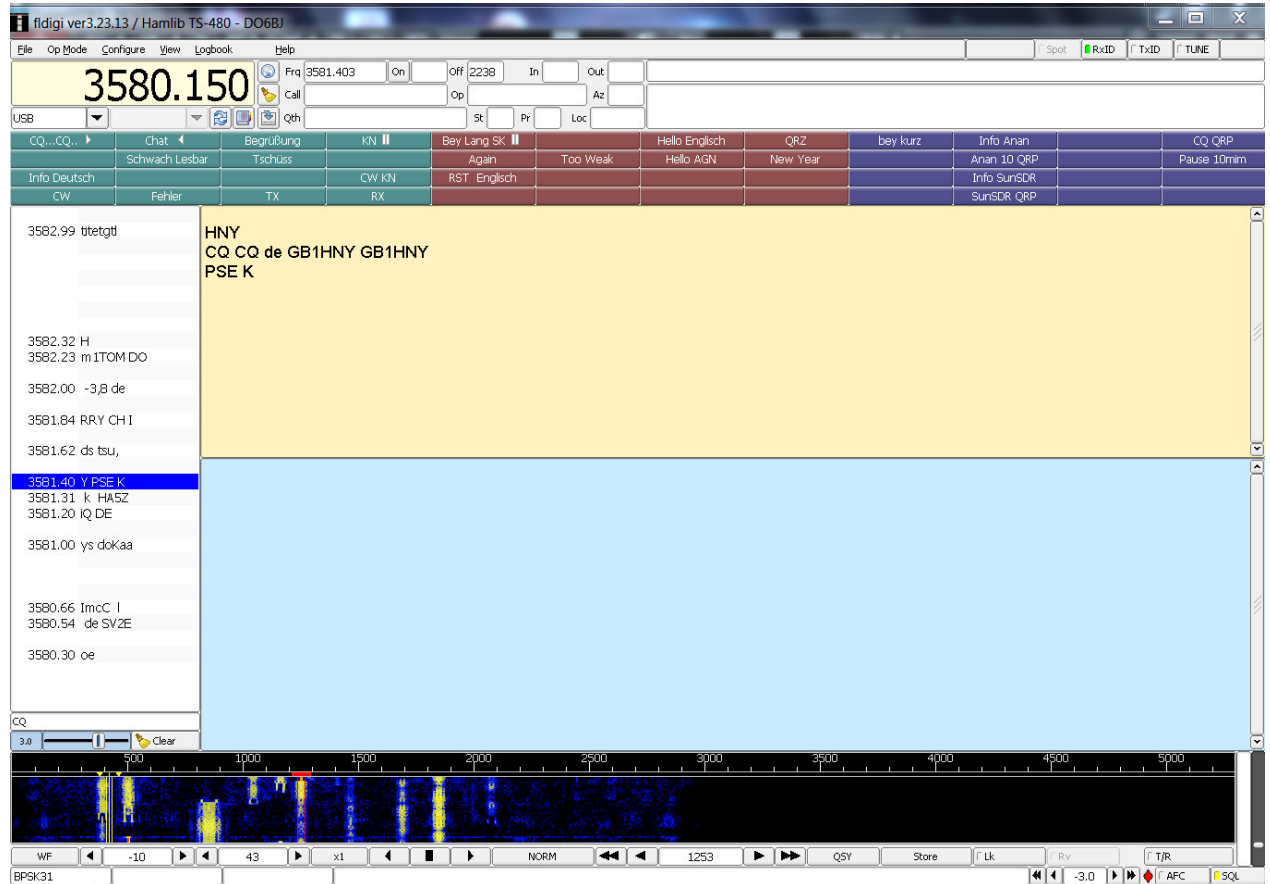 fldigi ver3.23.13 / Hamlib TS-480 - DO6BJ
File Op Mode Configure View Logbook Help Spot RxID TxID TUNE
3580.150 Frq 3581.403 On Off 2238 In Out
Call Op Az
USB Qth St Pr Loc
CQ...CQ.. Chat Begrüßung KN Bey Lang SK Hello Englisch QRZ bey kurz Info Anan CQ QRP
Schwach Lesbar Tschüss Again Too Weak Hello AGN New Year Anan 10 QRP Pause 10mim
Info Deutsch CW KN RST Englisch Info SunSDR
CW Fehler TX RX SunSDR QRP
HNY
CQ CQ de GB1HNY GB1HNY
PSE K
3582.99 titetgtl
3582.32 H
3582.23 m1TOM DO
3582.00 -3,8 de
3581.84 RRY CH I
3581.62 ds tsu,
3581.40 Y PSE K
3581.31 k HA5Z
3581.20 iQ DE
3581.00 ys doKaa
3580.66 ImcC l
3580.54 de SV2E
3580.30 oe
CQ
3.0 Clear
500 1000 1500 2000 2500 3000 3500 4000 4500 5000
WF -10 43 x1 NORM 1253 QSY Store Lk Rv T/R
BPSK31 -3.0 AFC SQL